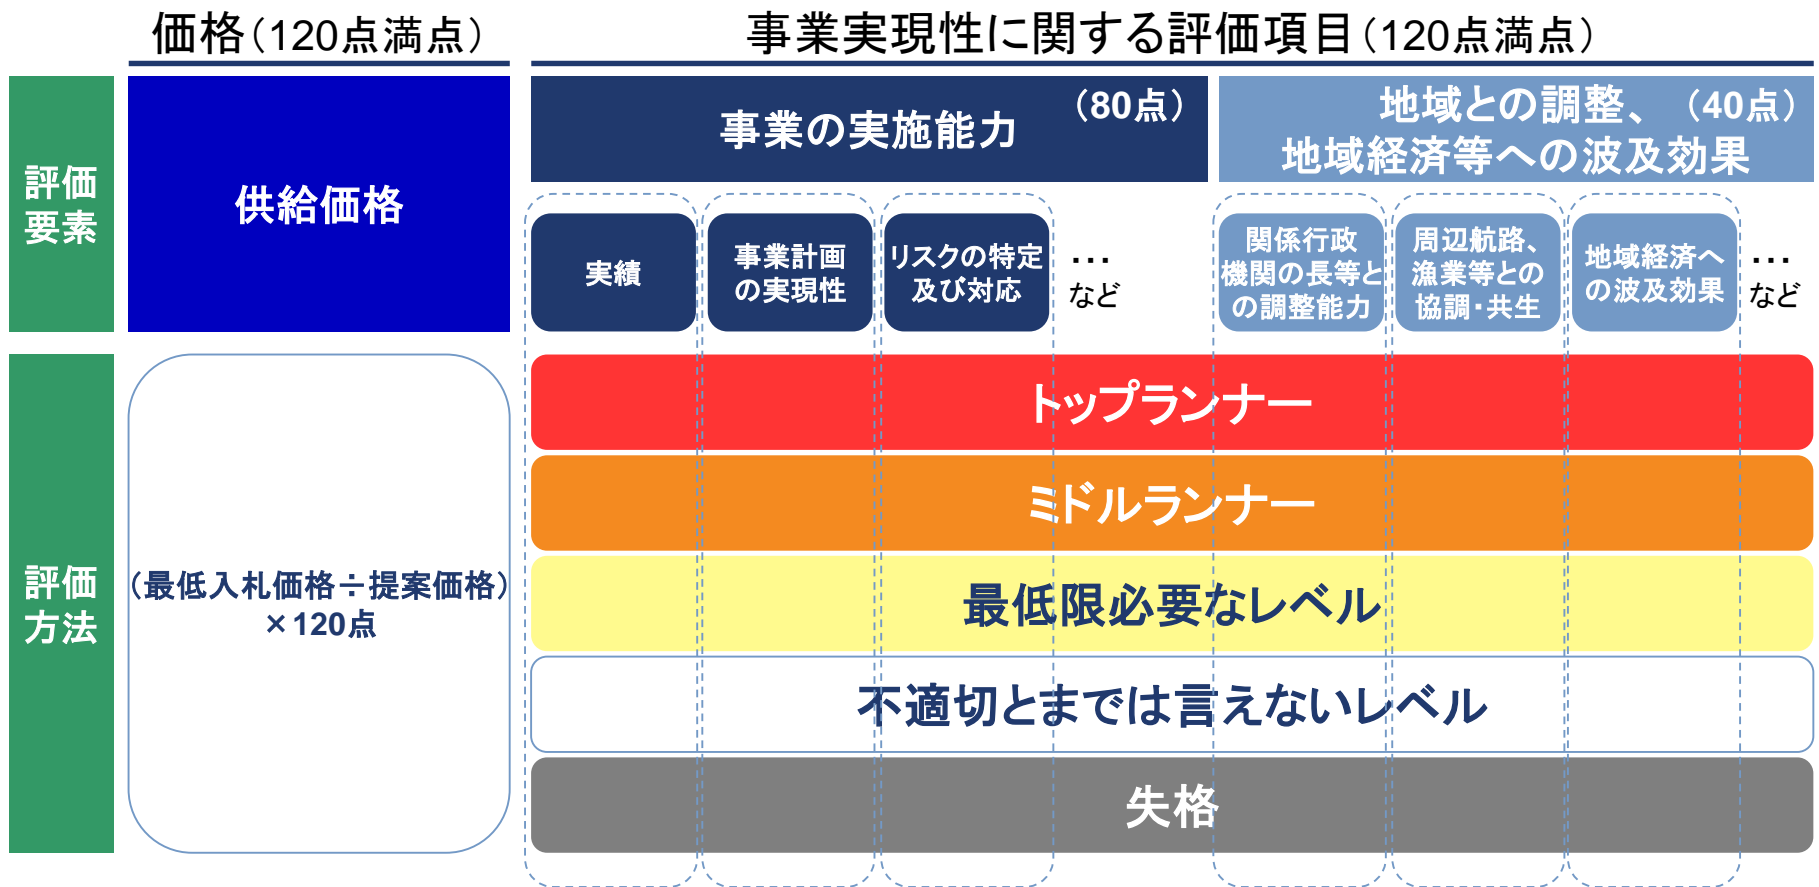 価格（120点満点）
事業実現性に関する評価項目（120点満点）
評価
要素
供給価格
事業の実施能力
（80点）
地域との調整、（40点）
地域経済等への波及効果
実績
事業計画
の実現性
リスクの特定
及び対応
…
など
関係行政
機関の長等と
の調整能力
周辺航路、
漁業等との
協調・共生
地域経済へ
の波及効果
…
など
評価
方法
（最低入札価格÷提案価格）
×120点
トップランナー
ミドルランナー
最低限必要なレベル
不適切とまでは言えないレベル
失格